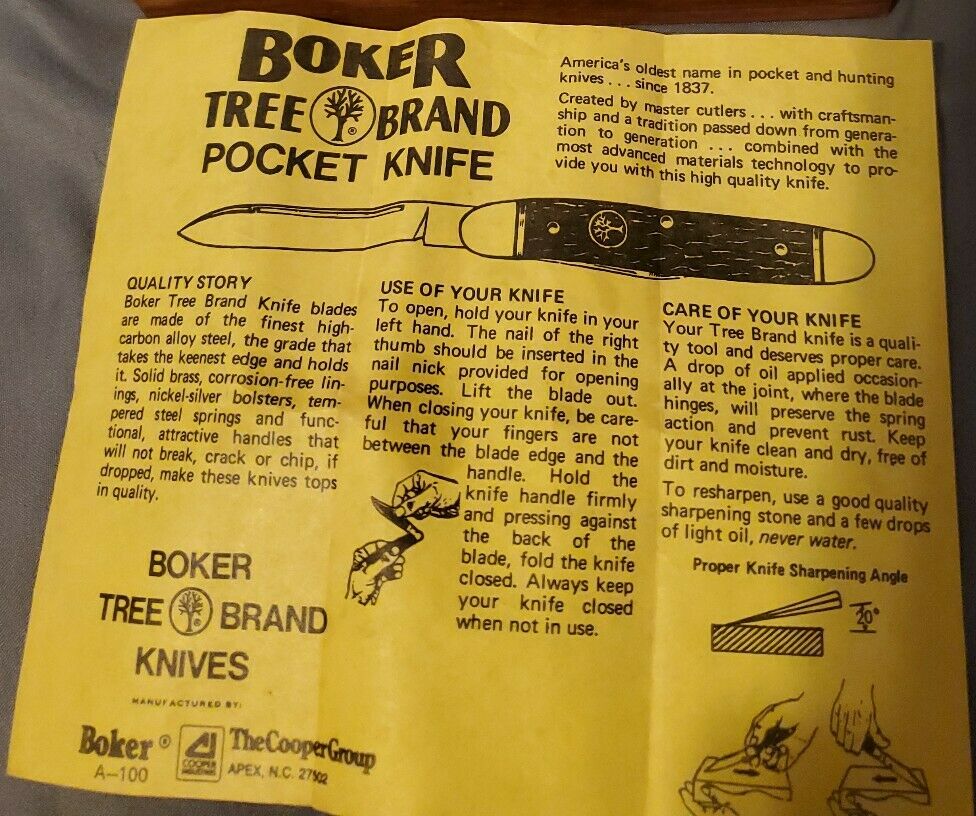 BOKER
TREE BRAND
®
POCKET KNIFE
America's oldest name in pocket and hunting
knives . . . since 1837.
Created by master cutlers . . . with craftsman-
ship and a tradition passed down from genera-
tion to generation . . . combined with the
most advanced materials technology to pro-
vide you with this high quality knife.
QUALITY STORY
Boker Tree Brand Knife blades
are made of the finest high-
carbon alloy steel, the grade that
takes the keenest edge and holds
it. Solid brass, corrosion-free lin-
ings, nickel-silver bolsters, tem-
pered steel springs and func-
tional, attractive handles that
will not break, crack or chip, if
dropped, make these knives tops
in quality.
BOKER
TREE BRAND
®
KNIVES
MANUFACTURED BY:
Boker®
A–100
COOPER
INDUSTRIES
TheCooperGroup
APEX, N.C. 27502
USE OF YOUR KNIFE
To open, hold your knife in your
left hand. The nail of the right
thumb should be inserted in the
nail nick provided for opening
purposes. Lift the blade out.
When closing your knife, be care-
ful that your fingers are not
between the blade edge and the
handle. Hold the
knife handle firmly
and pressing against
the back of the
blade, fold the knife
closed. Always keep
your knife closed
when not in use.
CARE OF YOUR KNIFE
Your Tree Brand knife is a quali-
ty tool and deserves proper care.
A drop of oil applied occasion-
ally at the joint, where the blade
hinges, will preserve the spring
action and prevent rust. Keep
your knife clean and dry, free of
dirt and moisture.
To resharpen, use a good quality
sharpening stone and a few drops
of light oil, never water.
Proper Knife Sharpening Angle
20°